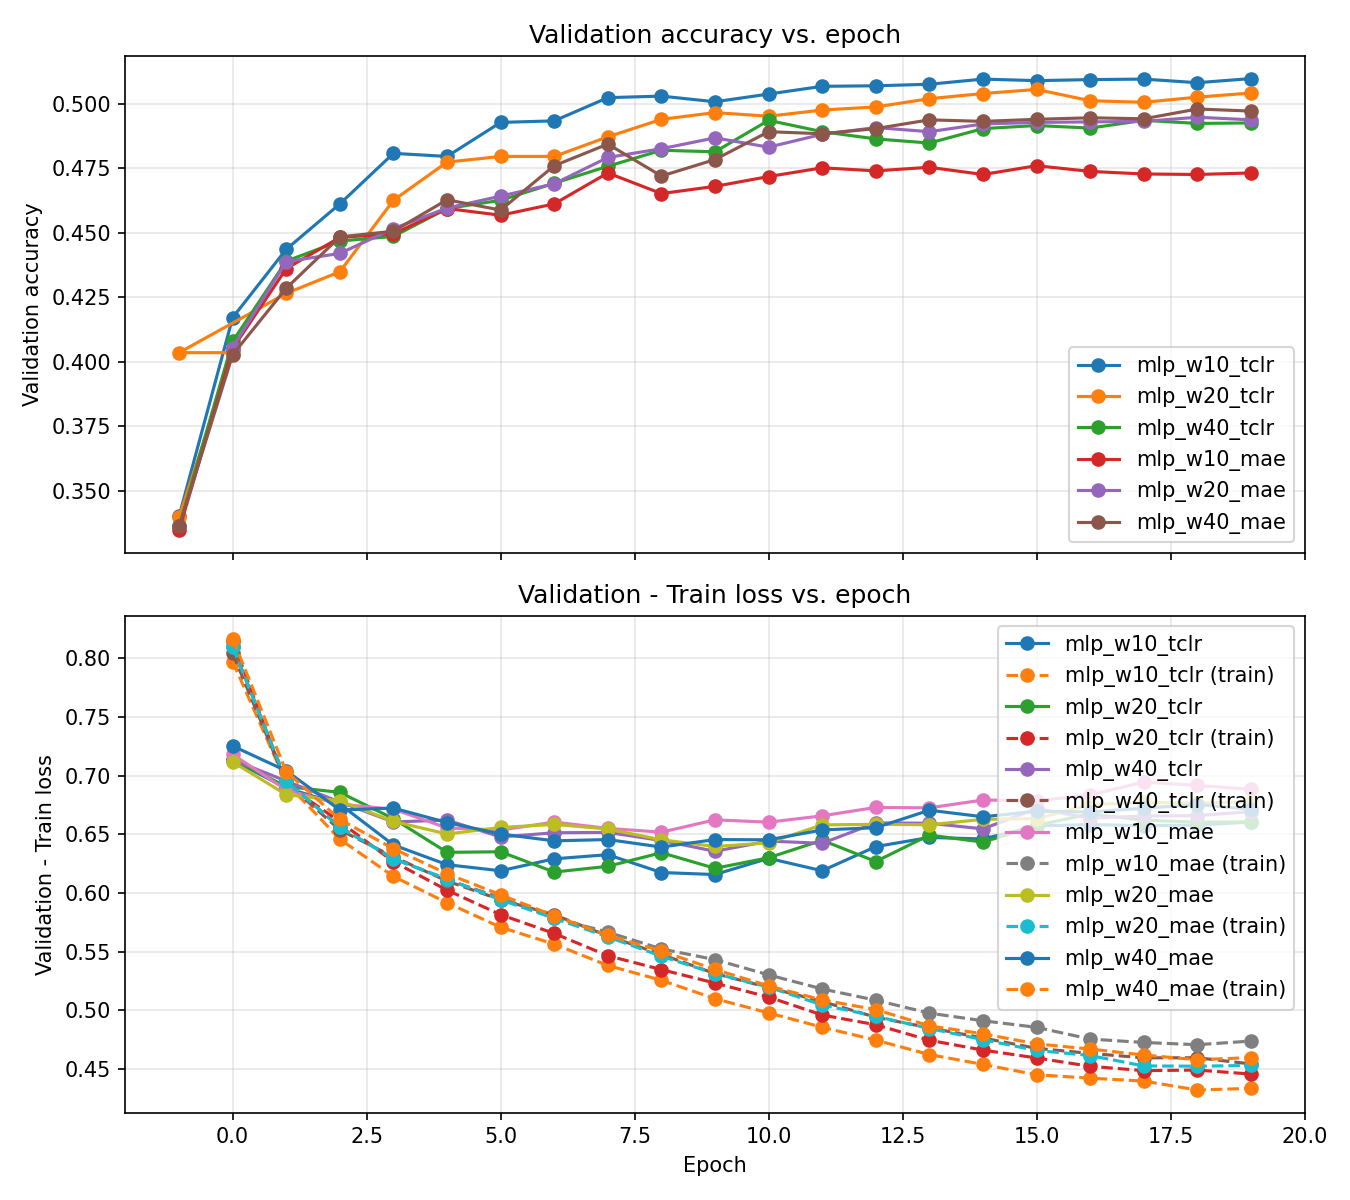 Validation accuracy vs. epoch
Validation accuracy
0.500
0.475
0.450
0.425
0.400
0.375
0.350
mlp_w10_tclr
mlp_w20_tclr
mlp_w40_tclr
mlp_w10_mae
mlp_w20_mae
mlp_w40_mae
Validation - Train loss vs. epoch
Validation - Train loss
0.80
0.75
0.70
0.65
0.60
0.55
0.50
0.45
mlp_w10_tclr
mlp_w10_tclr (train)
mlp_w20_tclr
mlp_w20_tclr (train)
mlp_w40_tclr
mlp_w40_tclr (train)
mlp_w10_mae
mlp_w10_mae (train)
mlp_w20_mae
mlp_w20_mae (train)
mlp_w40_mae
mlp_w40_mae (train)
0.0 2.5 5.0 7.5 10.0 12.5 15.0 17.5 20.0
Epoch